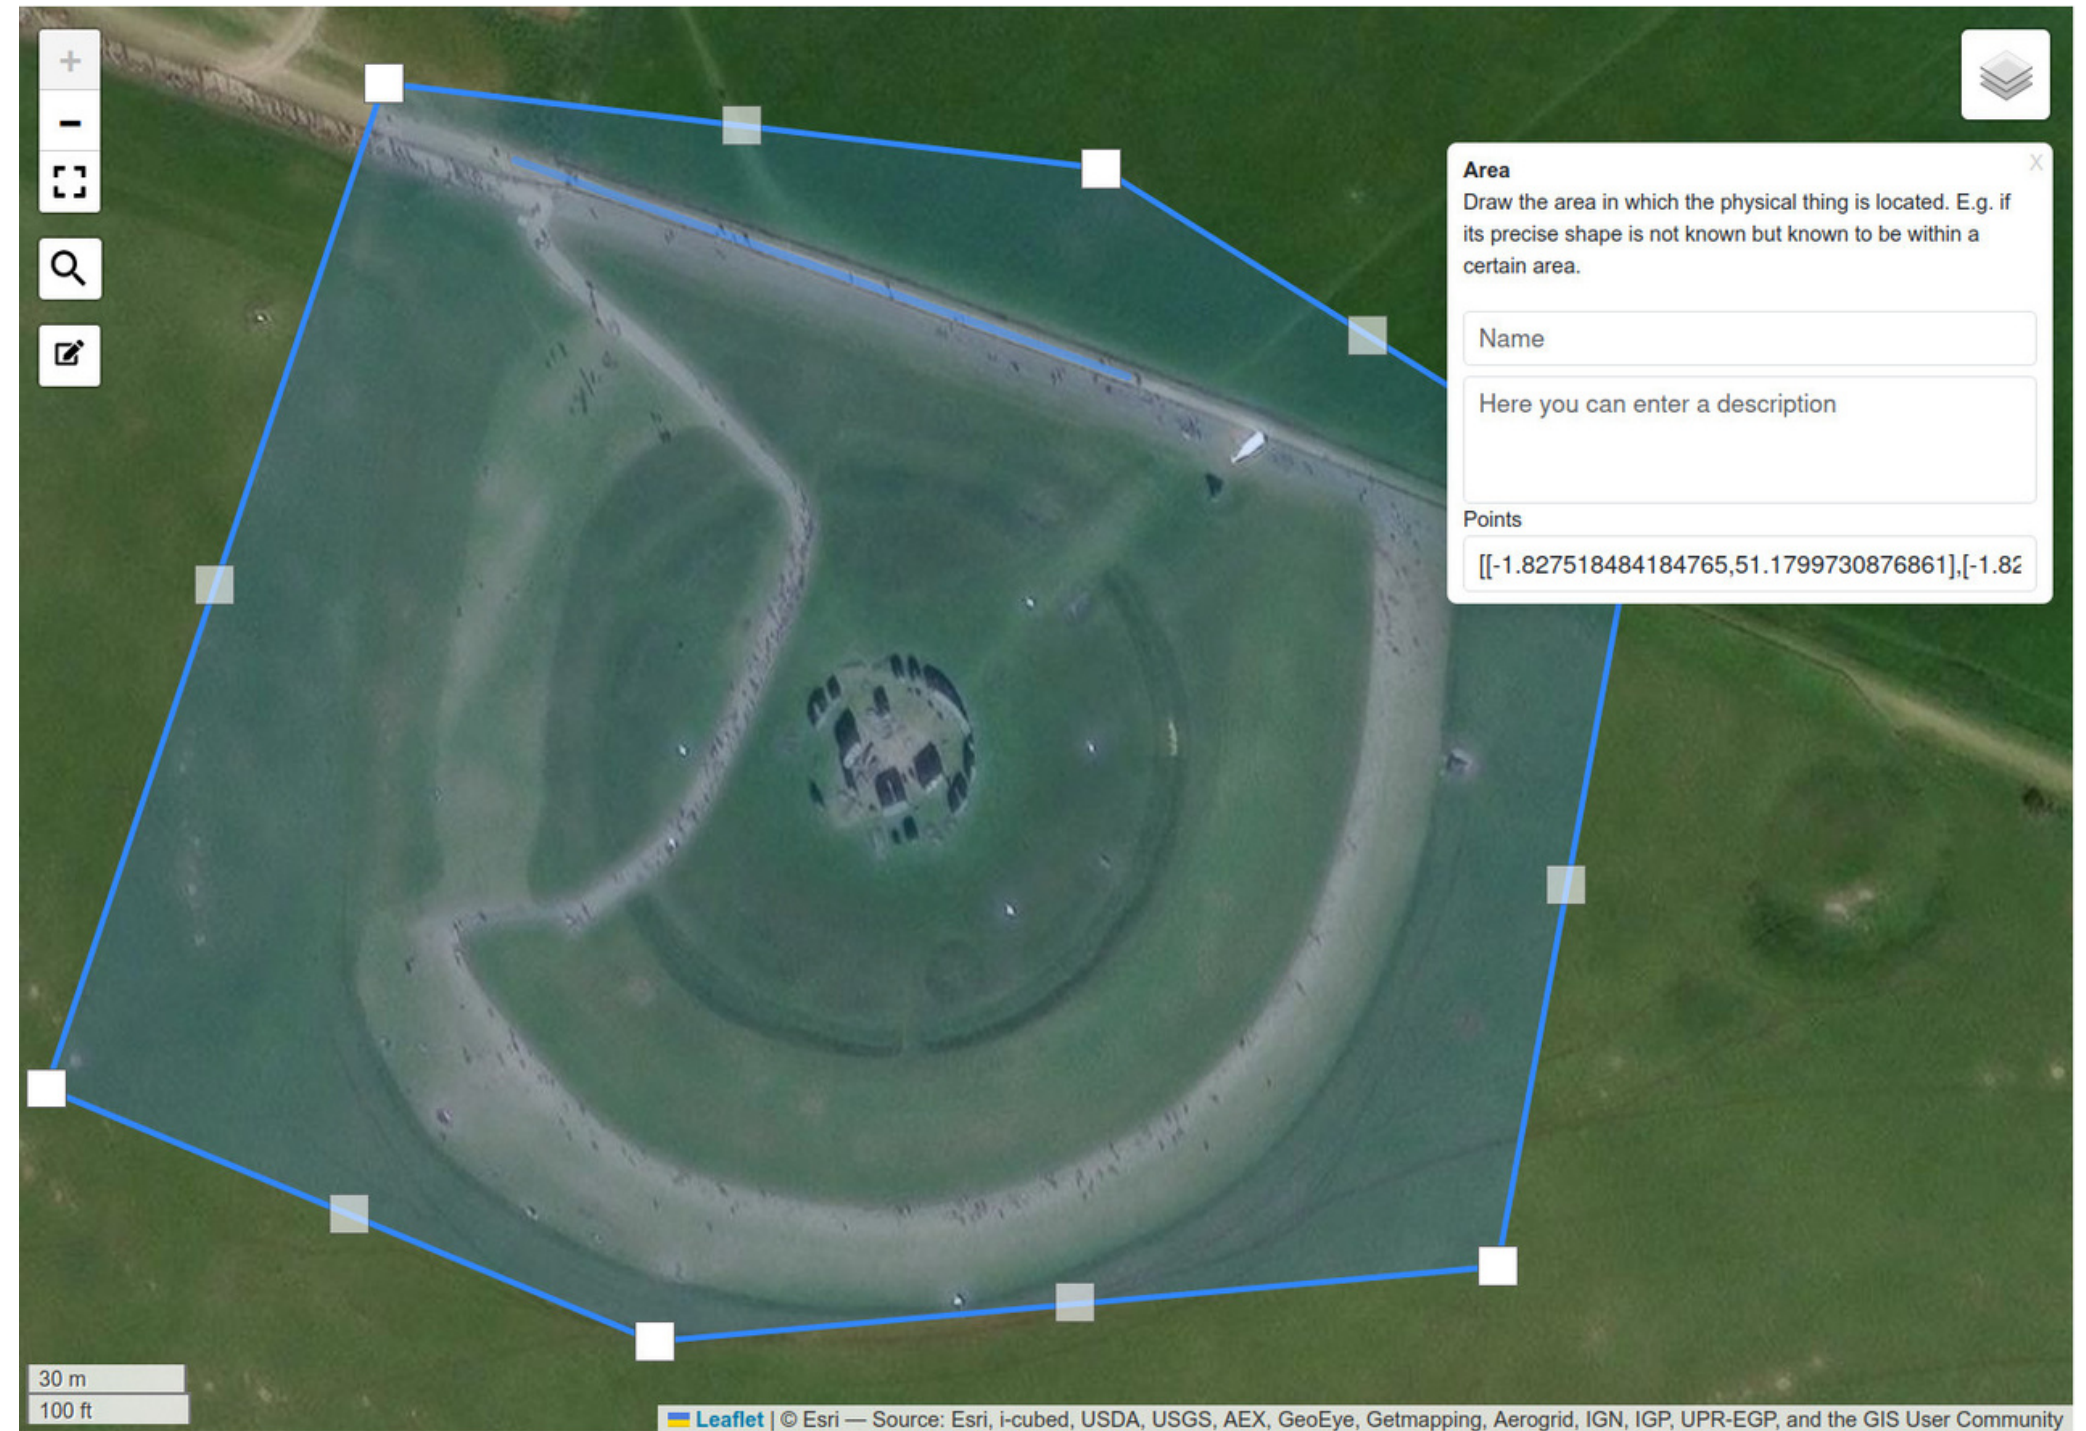 +
−
Area
X
Draw the area in which the physical thing is located. E.g. if
its precise shape is not known but known to be within a
certain area.
Name
Here you can enter a description
Points
[[-1.827518484184765,51.1799730876861],[-1.82
30 m
100 ft
Leaflet | © Esri — Source: Esri, i-cubed, USDA, USGS, AEX, GeoEye, Getmapping, Aerogrid, IGN, IGP, UPR-EGP, and the GIS User Community